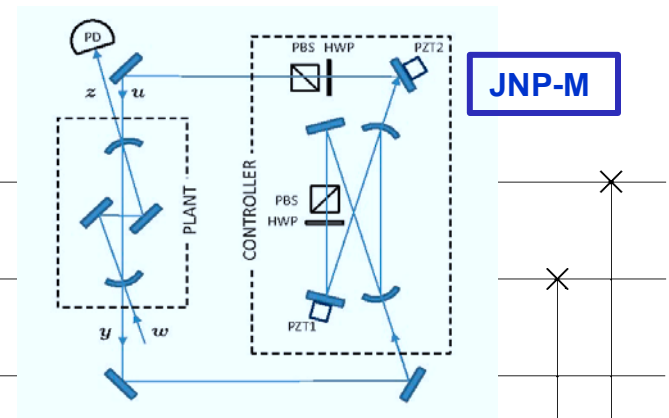 PD
PBS HWP
PZT2
JNP-M
z
u
PLANT
CONTROLLER
PBS
HWP
PZT1
y
w